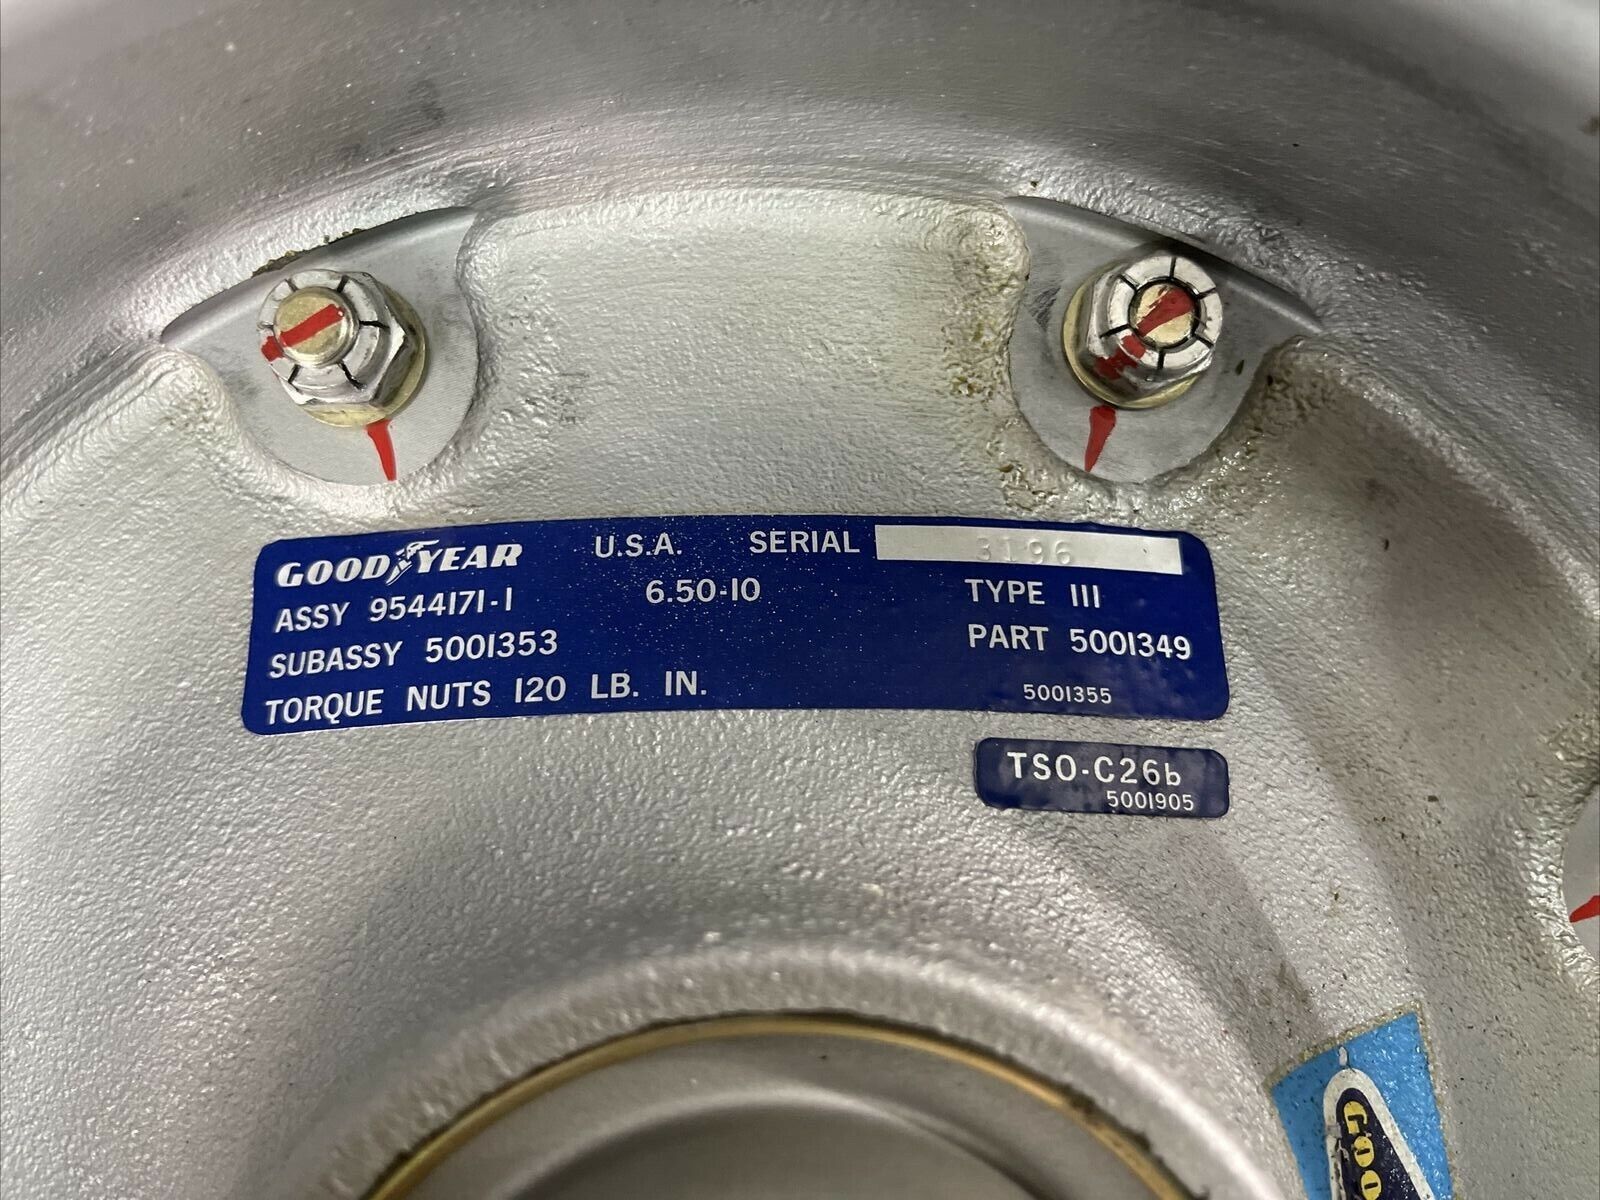 GOODYEAR U.S.A. SERIAL 3196
ASSY 9544171-1 6.50-10 TYPE III
SUBASSY 5001353 PART 5001349
TORQUE NUTS 120 LB. IN. 5001355
TSO-C26b
5001905
GOO